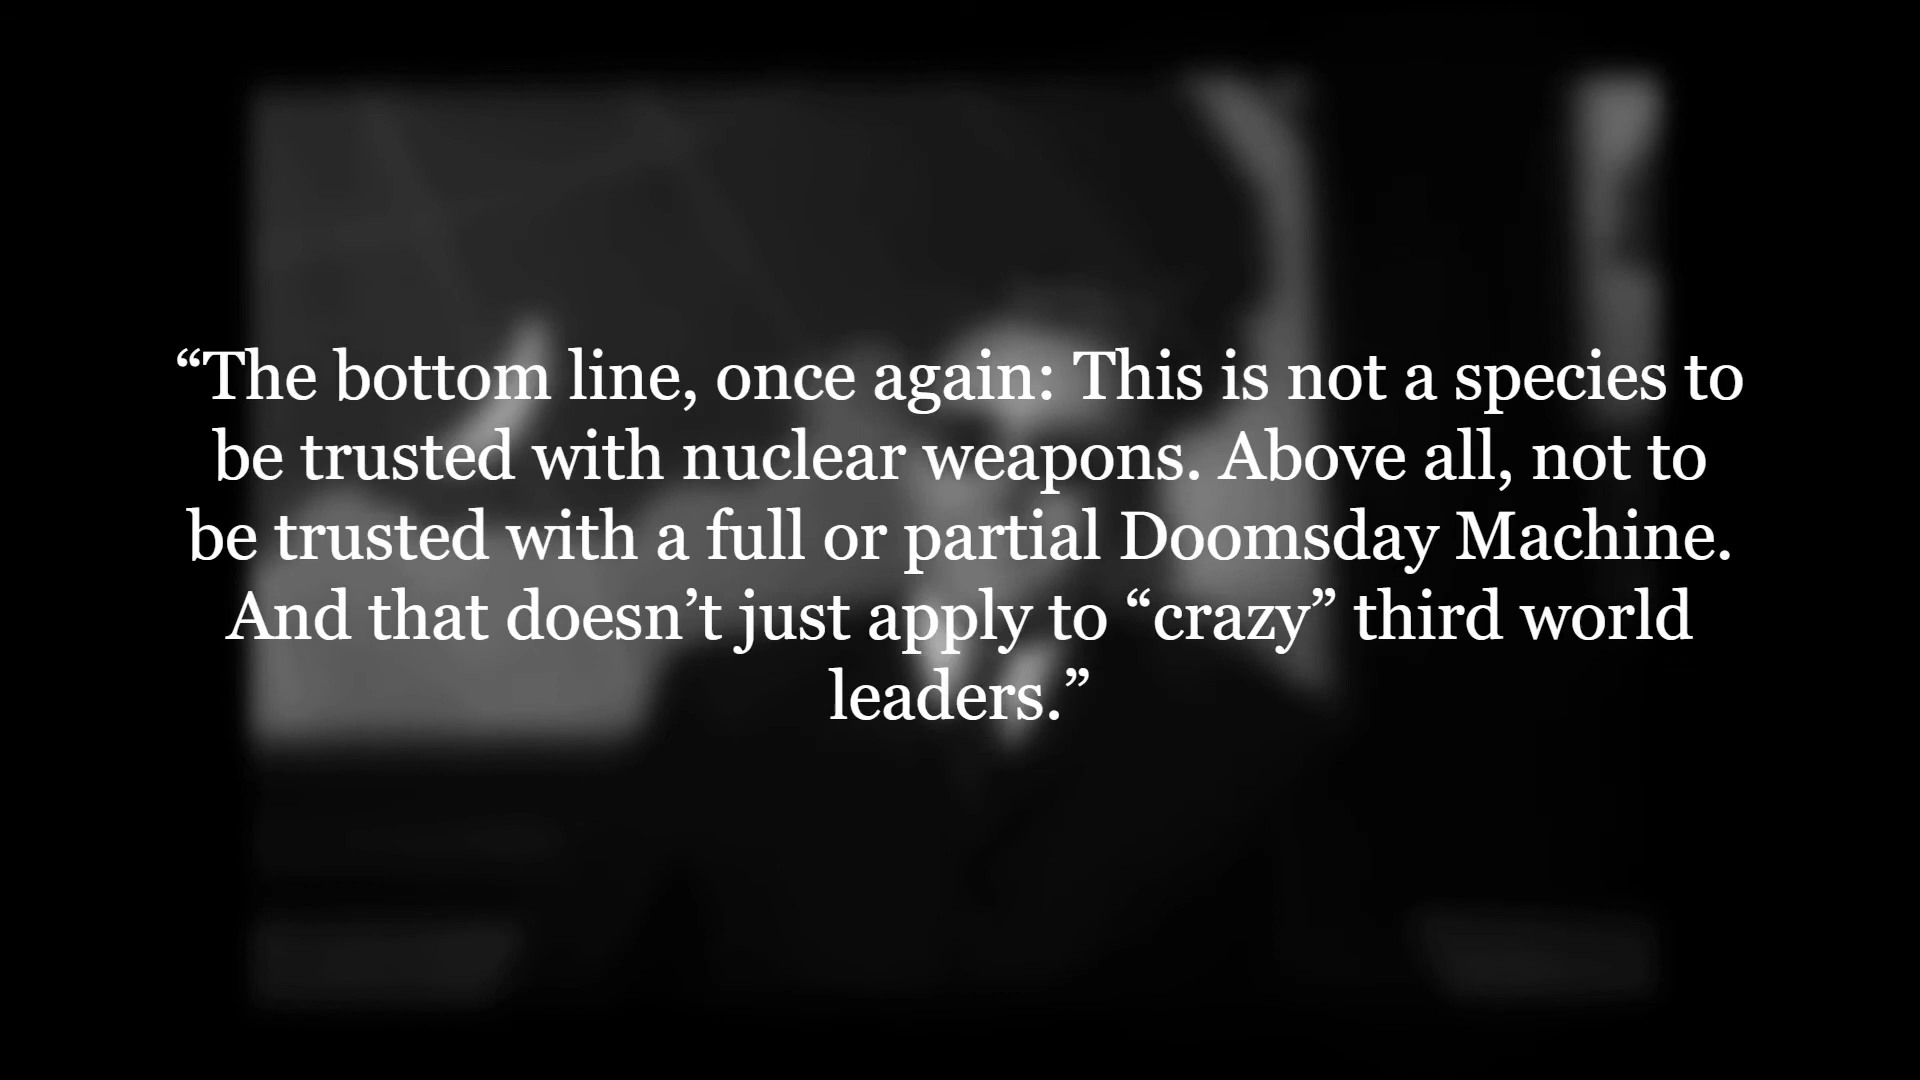 “The bottom line, once again: This is not a species to
be trusted with nuclear weapons. Above all, not to
be trusted with a full or partial Doomsday Machine.
And that doesn’t just apply to “crazy” third world
leaders.”